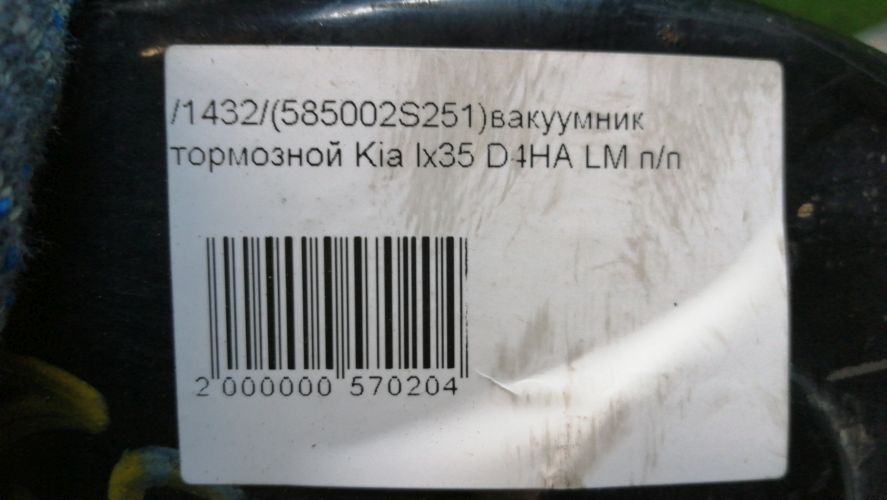 /1432/(585002S251)вакуумник
тормозной Kia Ix35 D4HA LM п/п
2 000000 570204